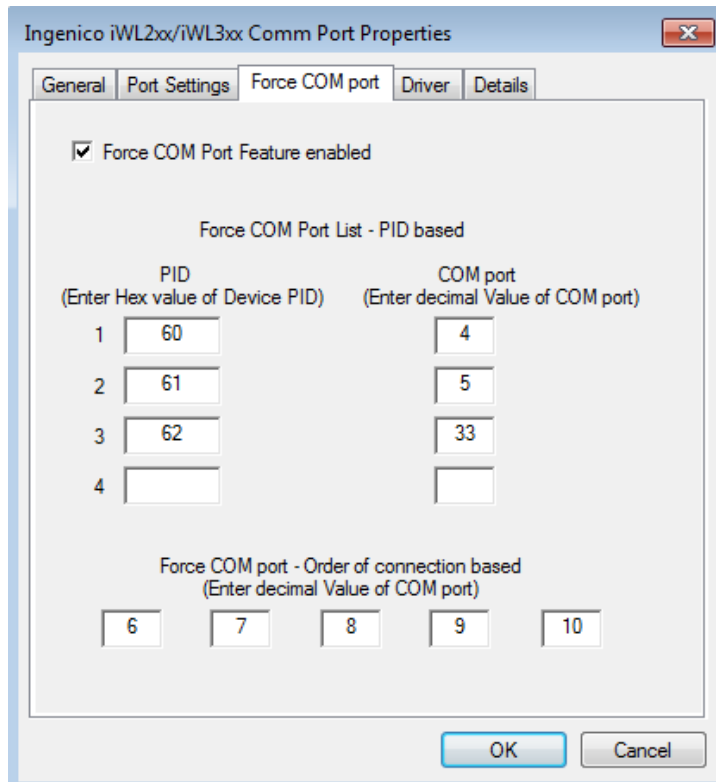 Ingenico iWL2xx/iWL3xx Comm Port Properties
General Port Settings Force COM port Driver Details
Force COM Port Feature enabled
Force COM Port List - PID based
PID COM port
(Enter Hex value of Device PID) (Enter decimal Value of COM port)
1 60 4
2 61 5
3 62 33
4
Force COM port - Order of connection based
(Enter decimal Value of COM port)
6 7 8 9 10
OK Cancel